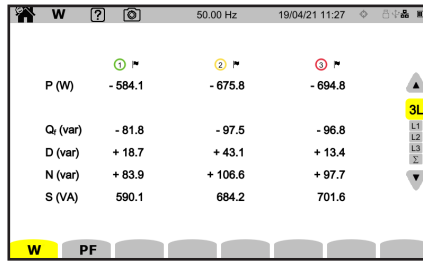 W ? 50.00 Hz 19/04/21 11:27
1 2 3
P (W) - 584.1 - 675.8 - 694.8
3L
Qf (var) - 81.8 - 97.5 - 96.8
L1
L2
D (var) + 18.7 + 43.1 + 13.4
L3
Σ
N (var) + 83.9 + 106.6 + 97.7
S (VA) 590.1 684.2 701.6
W PF